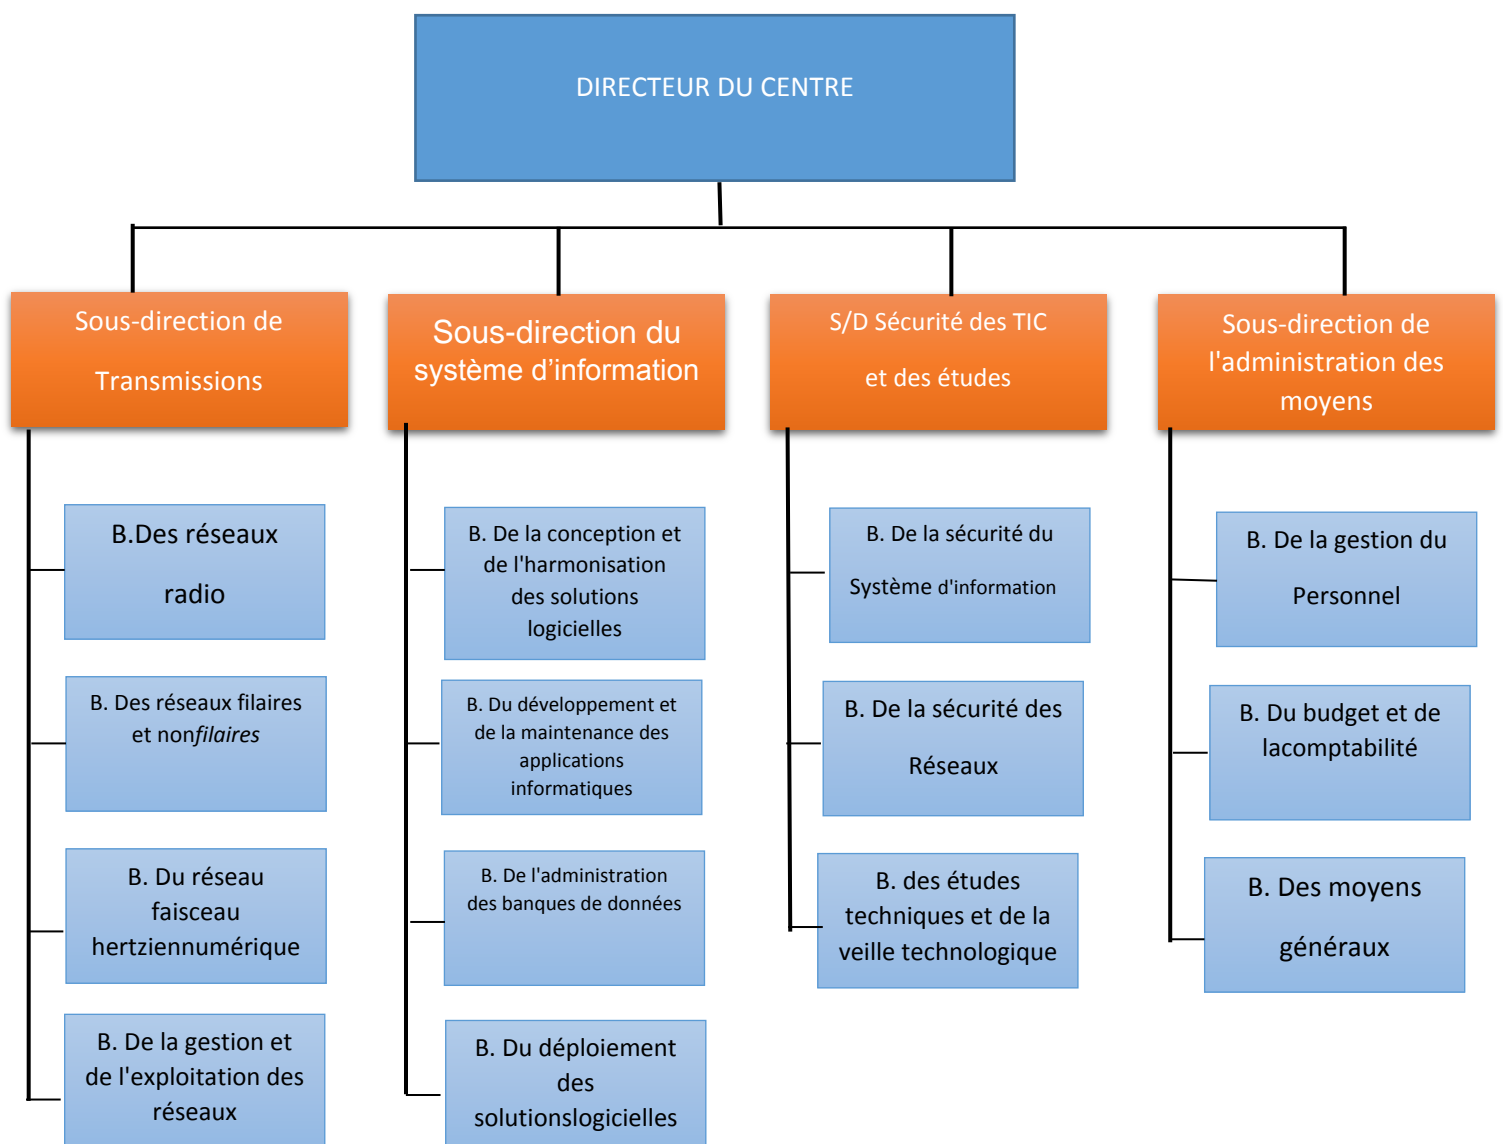 DIRECTEUR DU CENTRE
Sous-direction de
Transmissions
Sous-direction du
système d’information
S/D Sécurité des TIC
et des études
Sous-direction de
l'administration des
moyens
B.Des réseaux
radio
B. Des réseaux filaires
et nonfilaires
B. Du réseau
faisceau
hertziennumérique
B. De la gestion et
de l'exploitation des
réseaux
B. De la conception et
de l'harmonisation
des solutions
logicielles
B. Du développement et
de la maintenance des
applications
informatiques
B. De l'administration
des banques de données
B. Du déploiement
des
solutionslogicielles
B. De la sécurité du
Système d'information
B. De la sécurité des
Réseaux
B. des études
techniques et de la
veille technologique
B. De la gestion du
Personnel
B. Du budget et de
lacomptabilité
B. Des moyens
généraux